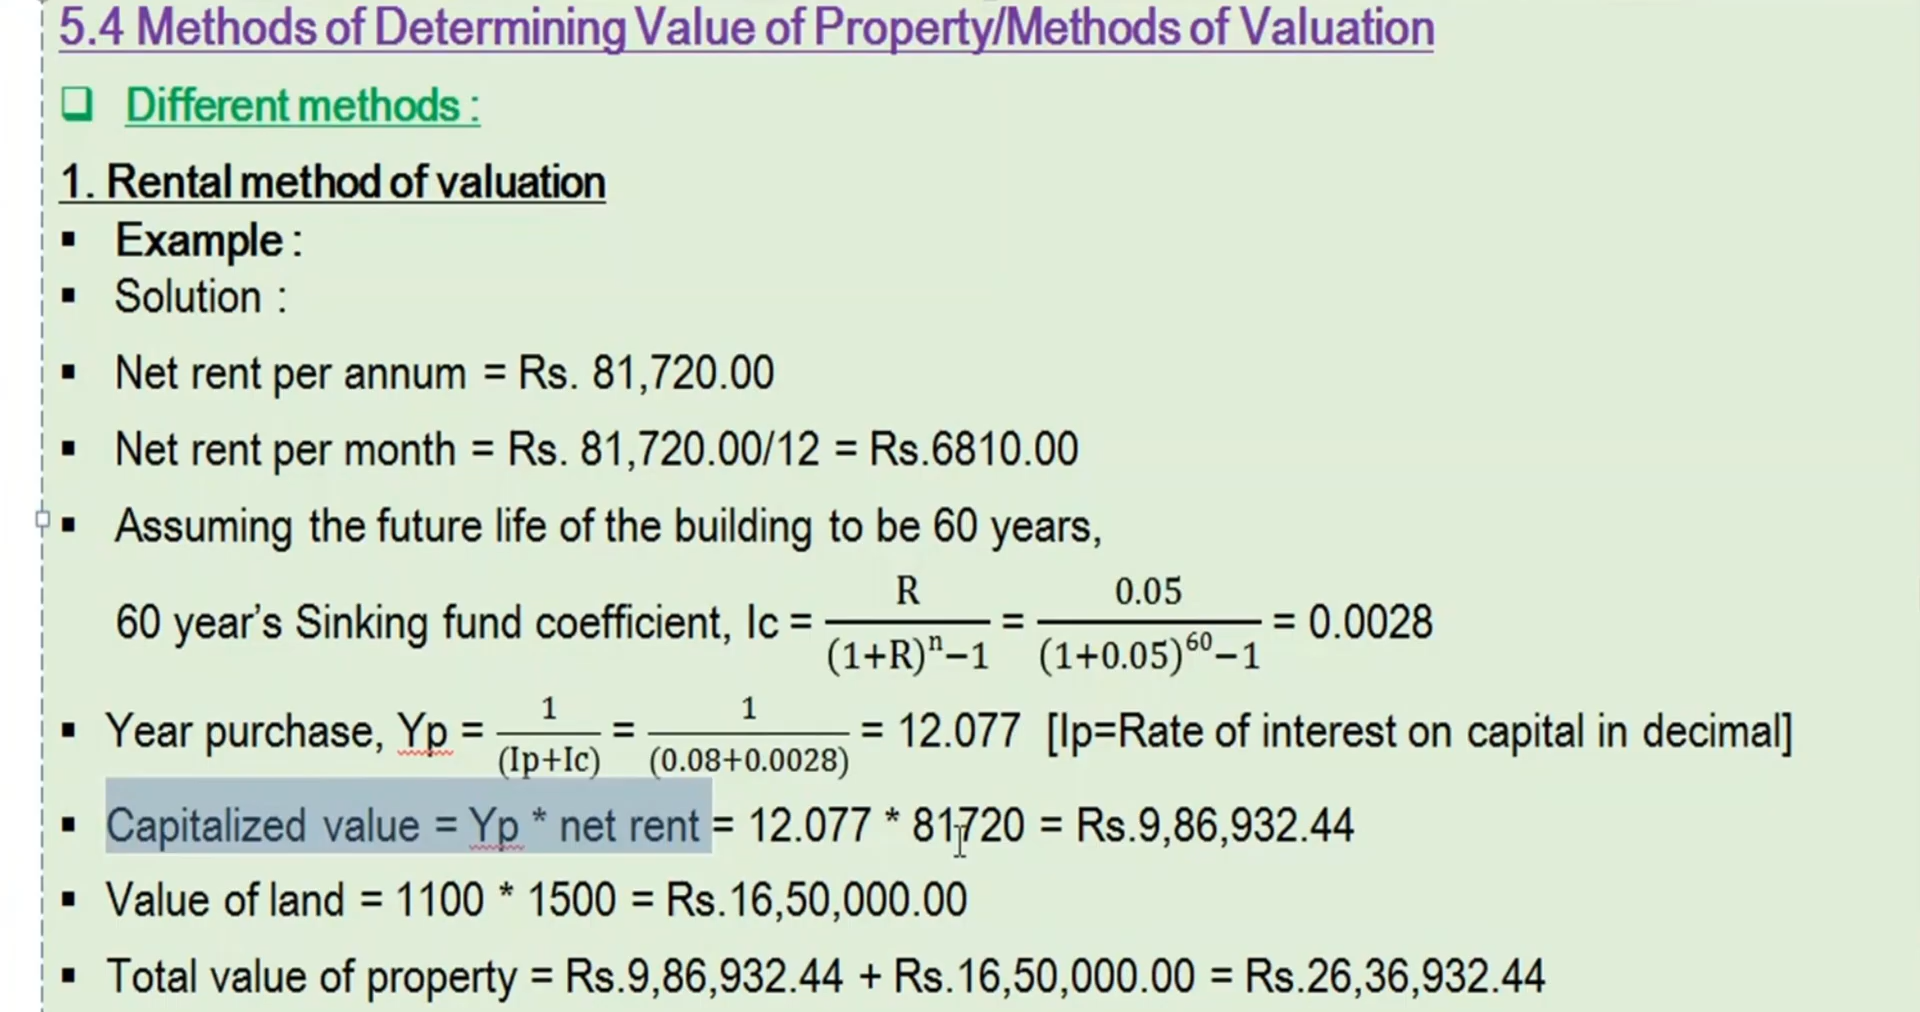 5.4 Methods of Determining Value of Property/Methods of Valuation
❑ Different methods :
1. Rental method of valuation
▪ Example :
▪ Solution :
▪ Net rent per annum = Rs. 81,720.00
▪ Net rent per month = Rs. 81,720.00/12 = Rs.6810.00
▪ Assuming the future life of the building to be 60 years,
60 year’s Sinking fund coefficient, Ic = R/((1+R)^n−1) = 0.05/((1+0.05)^60−1) = 0.0028
▪ Year purchase, Yp = 1/(Ip+Ic) = 1/(0.08+0.0028) = 12.077 [Ip=Rate of interest on capital in decimal]
▪ Capitalized value = Yp * net rent = 12.077 * 81720 = Rs.9,86,932.44
▪ Value of land = 1100 * 1500 = Rs.16,50,000.00
▪ Total value of property = Rs.9,86,932.44 + Rs.16,50,000.00 = Rs.26,36,932.44